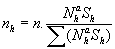 n_h = n. \frac{N_h^a S_h}{\sum (N_h^a S_h)}